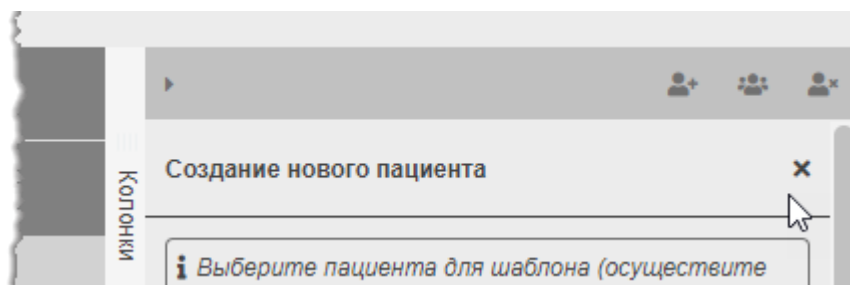 Создание нового пациента
Колонки
Выберите пациента для шаблона (осуществите